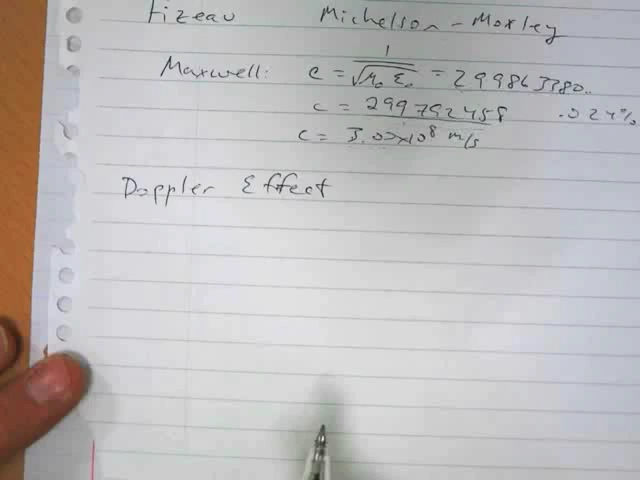 Fizeau Michelson - Morley
Maxwell: c = 1/√μ₀ε₀ = 299863380..
c = 299792458 .024%
c = 3.00×10⁸ m/s
Doppler Effect